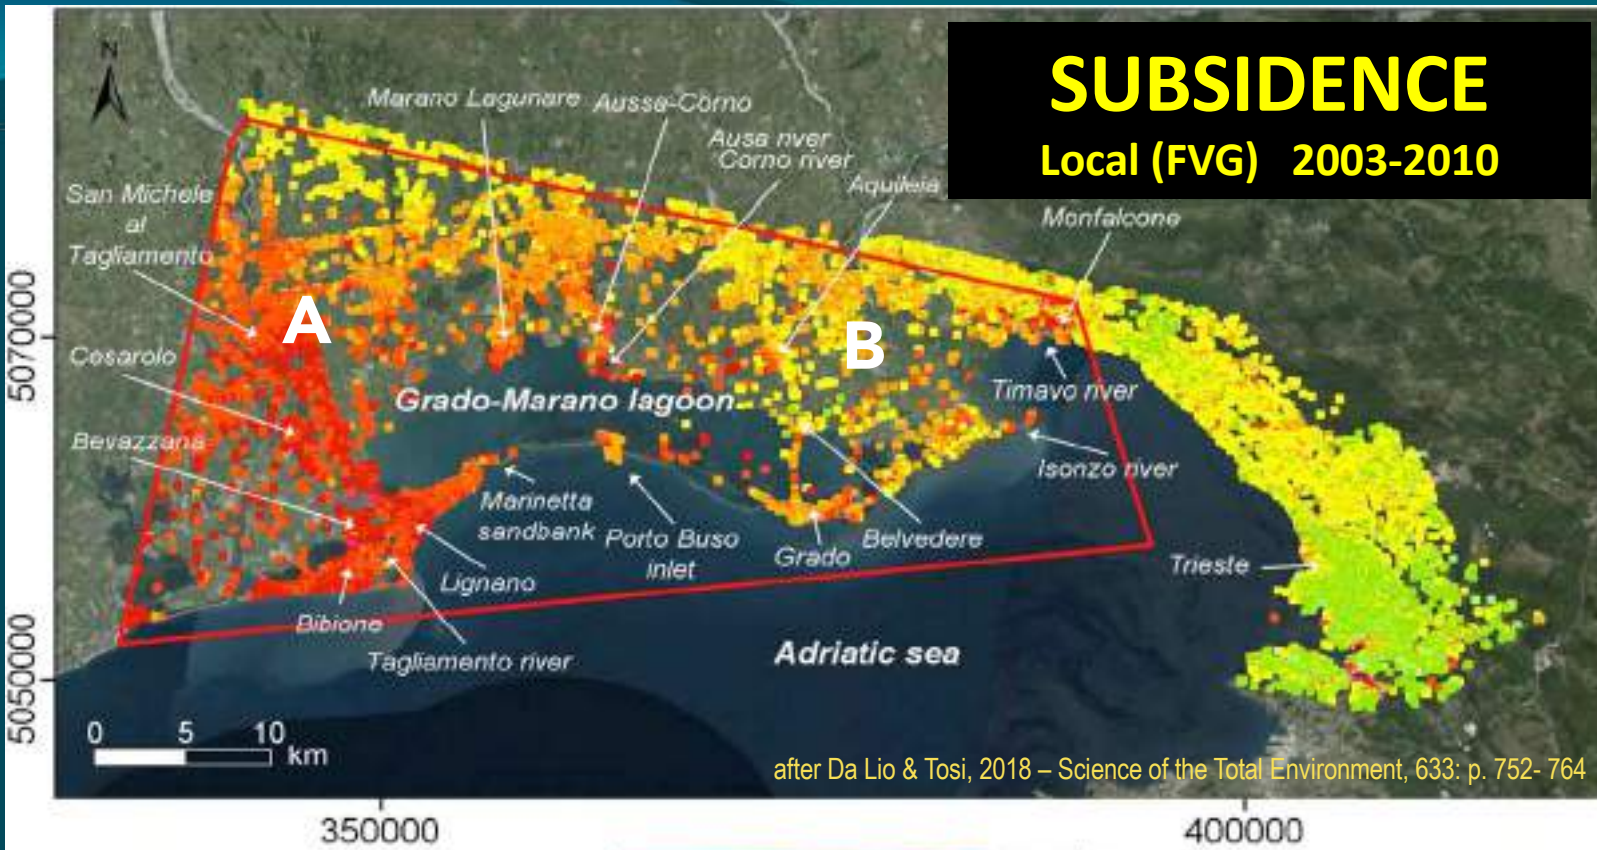 SUBSIDENCE
Local (FVG) 2003-2010
N
Marano Lagunare
Aussa-Corno
Ausa river
Corno river
Aquileia
Monfalcone
San Michele
al
Tagliamento
A
B
Cesarolo
Bevazzana
Grado-Marano lagoon
Timavo river
Isonzo river
Marinetta
sandbank
Porto Buso
inlet
Grado
Belvedere
Lignano
Bibione
Tagliamento river
Trieste
Adriatic sea
0 5 10
km
after Da Lio & Tosi, 2018 – Science of the Total Environment, 633: p. 752- 764
5070000
5050000
350000
400000